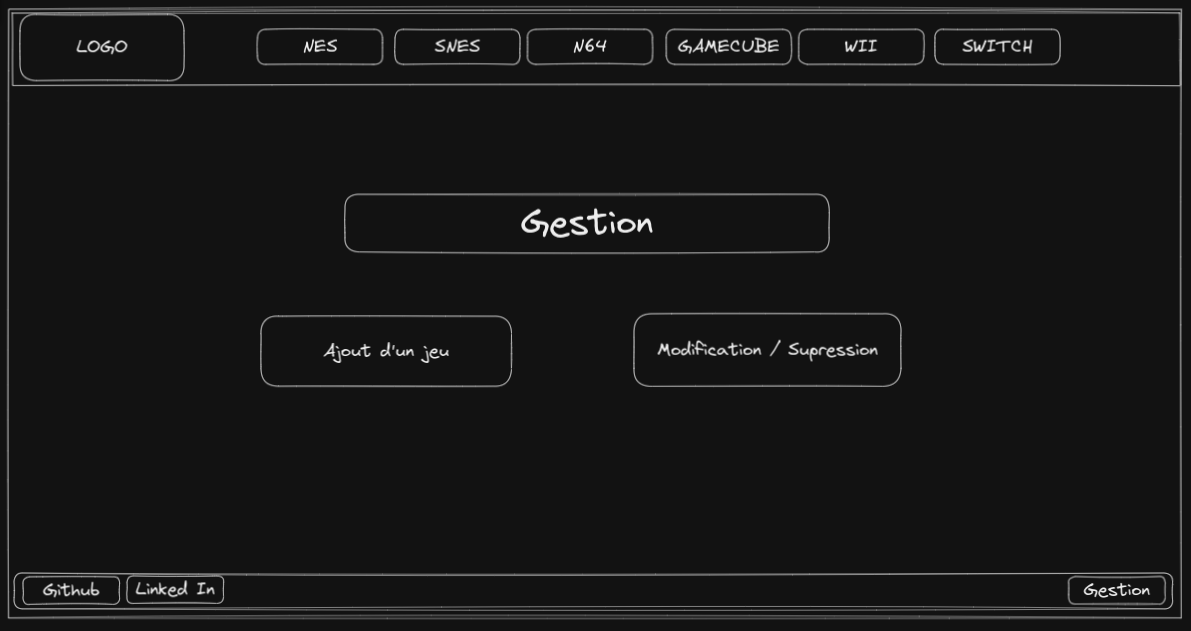 LOGO
NES
SNES
N64
GAMECUBE
WII
SWITCH
Gestion
Ajout d'un jeu
Modification / Supression
Github
Linked In
Gestion